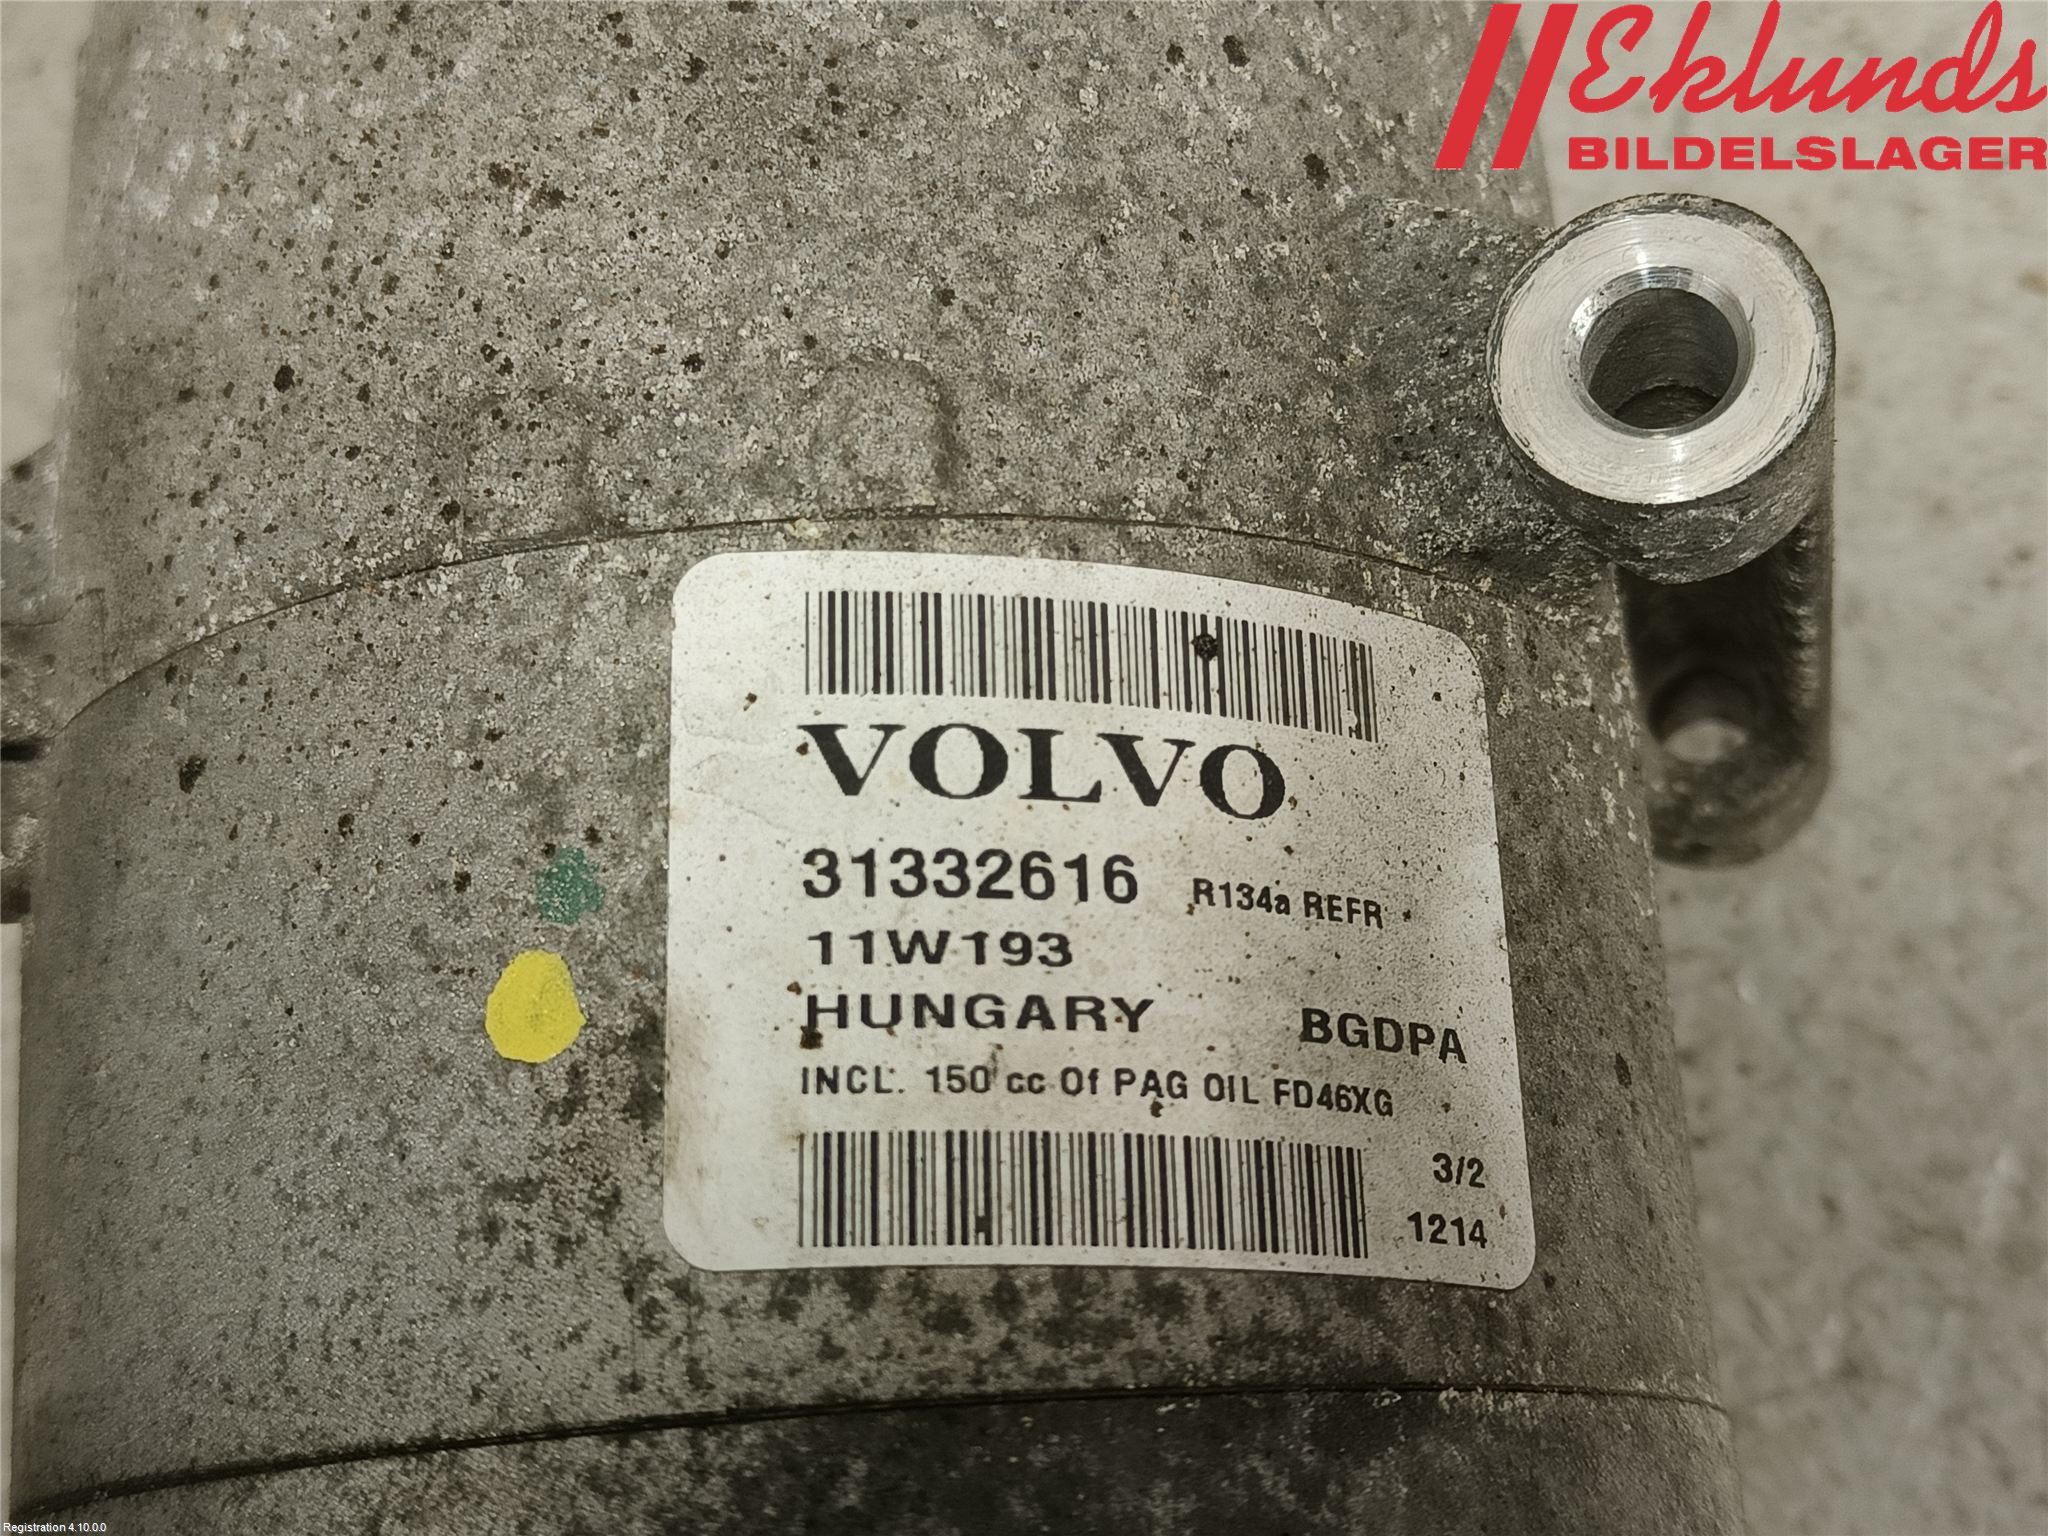 Eklunds
BILDELSLAGER
VOLVO
31332616 R134a REFR
11W193
HUNGARY BGDPA
INCL. 150 cc Of PAG OIL FD46XG
3/2
1214
Registration 4.10.0.0